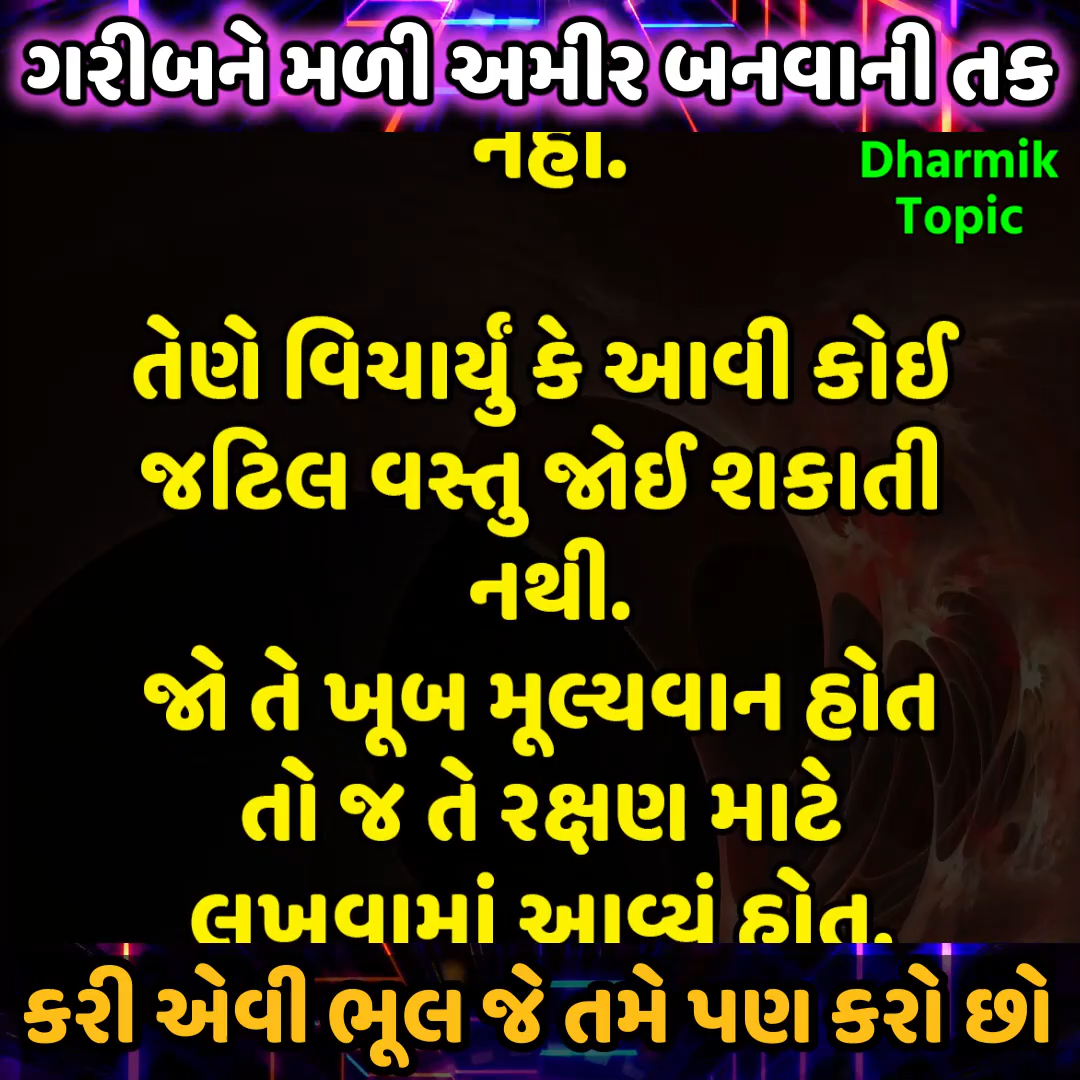 ગરીબને મળી અમીર બનવાની તક
નહીં.
Dharmik
Topic
તેણે વિચાર્યું કે આવી કોઈ
જટિલ વસ્તુ જોઈ શકાતી
નથી.
જો તે ખૂબ મૂલ્યવાન હોત
તો જ તે રક્ષણ માટે
લખવામાં આવ્યું હોત.
કરી એવી ભૂલ જે તમે પણ કરો છો